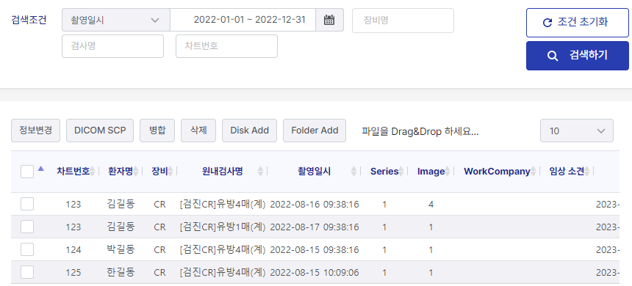 검색조건 촬영일시 2022-01-01 ~ 2022-12-31 장비명 조건 초기화
검사명 차트번호 검색하기
정보변경 DICOM SCP 병합 삭제 Disk Add Folder Add 파일을 Drag&Drop 하세요... 10
차트번호 환자명 장비 원내검사명 촬영일시 Series Image WorkCompany 임상 소견
123 김길동 CR [검진CR]유방4매(계) 2022-08-16 09:38:16 1 4 2023-
123 김길동 CR [검진CR]유방1매(계) 2022-08-17 09:38:16 1 1 2023-
124 박길동 CR [검진CR]유방4매(계) 2022-08-15 09:38:16 1 1 2023-
125 한길동 CR [검진CR]유방4매(계) 2022-08-15 10:09:06 1 1 2023-